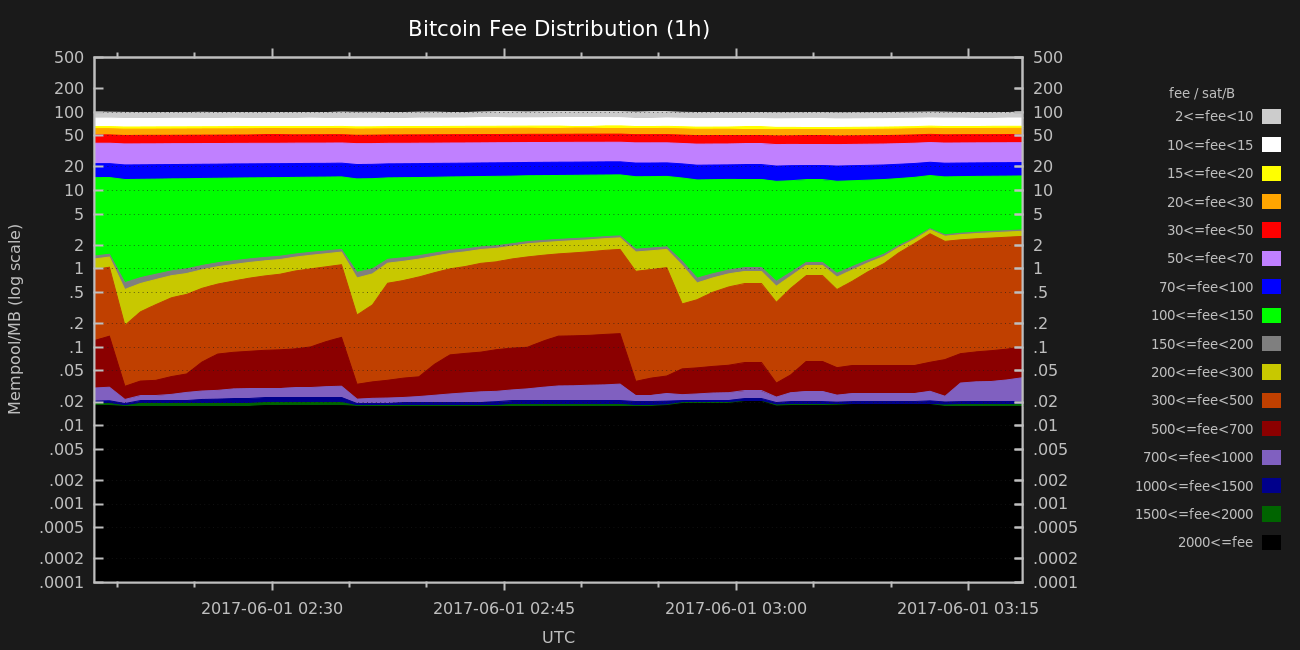 Bitcoin Fee Distribution (1h)
Mempool/MB (log scale)
500
200
100
50
20
10
5
2
1
.5
.2
.1
.05
.02
.01
.005
.002
.001
.0005
.0002
.0001
500
200
100
50
20
10
5
2
1
.5
.2
.1
.05
.02
.01
.005
.002
.001
.0005
.0002
.0001
2017-06-01 02:30 2017-06-01 02:45 2017-06-01 03:00 2017-06-01 03:15
UTC
fee / sat/B
2<=fee<10
10<=fee<15
15<=fee<20
20<=fee<30
30<=fee<50
50<=fee<70
70<=fee<100
100<=fee<150
150<=fee<200
200<=fee<300
300<=fee<500
500<=fee<700
700<=fee<1000
1000<=fee<1500
1500<=fee<2000
2000<=fee